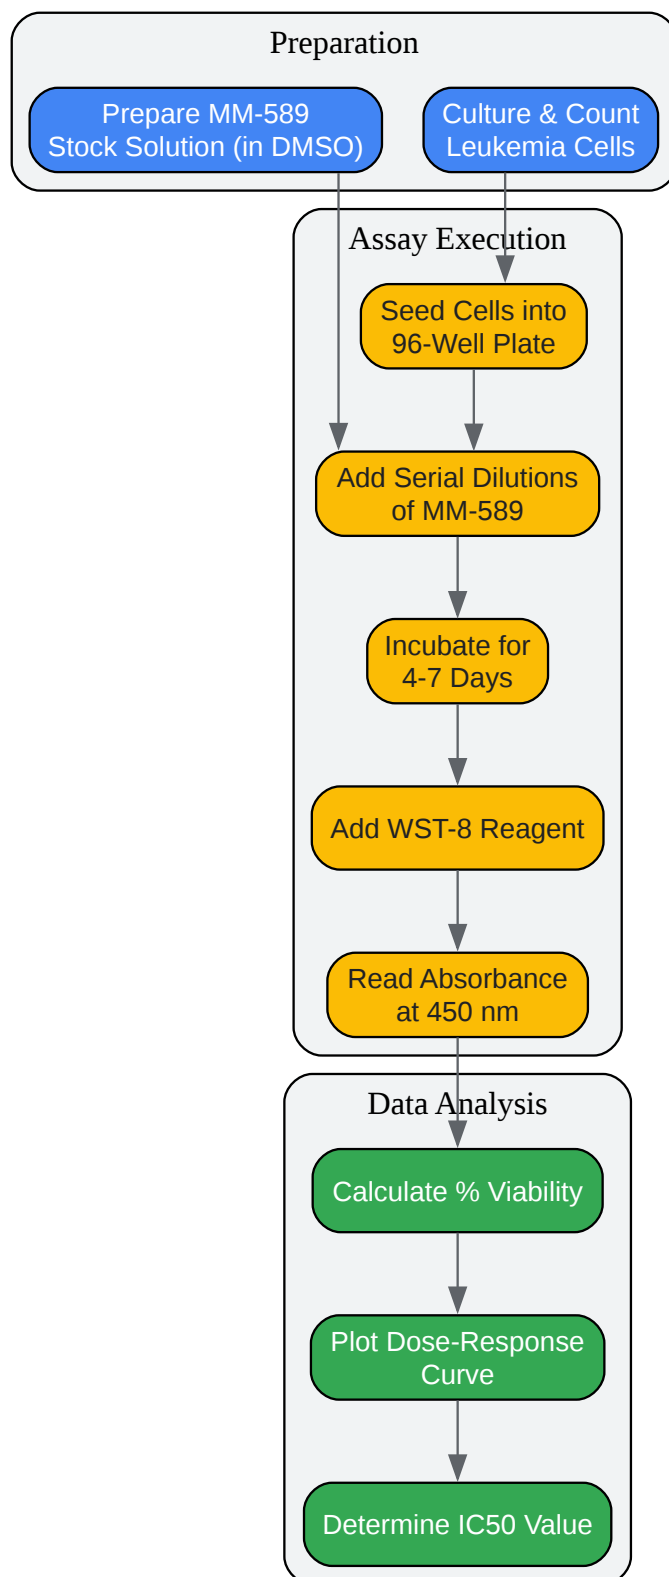 Preparation
Prepare MM-589
Stock Solution (in DMSO)
Culture & Count
Leukemia Cells
Assay Execution
Seed Cells into
96-Well Plate
Add Serial Dilutions
of MM-589
Incubate for
4-7 Days
Add WST-8 Reagent
Read Absorbance
at 450 nm
Data Analysis
Calculate % Viability
Plot Dose-Response
Curve
Determine IC50 Value